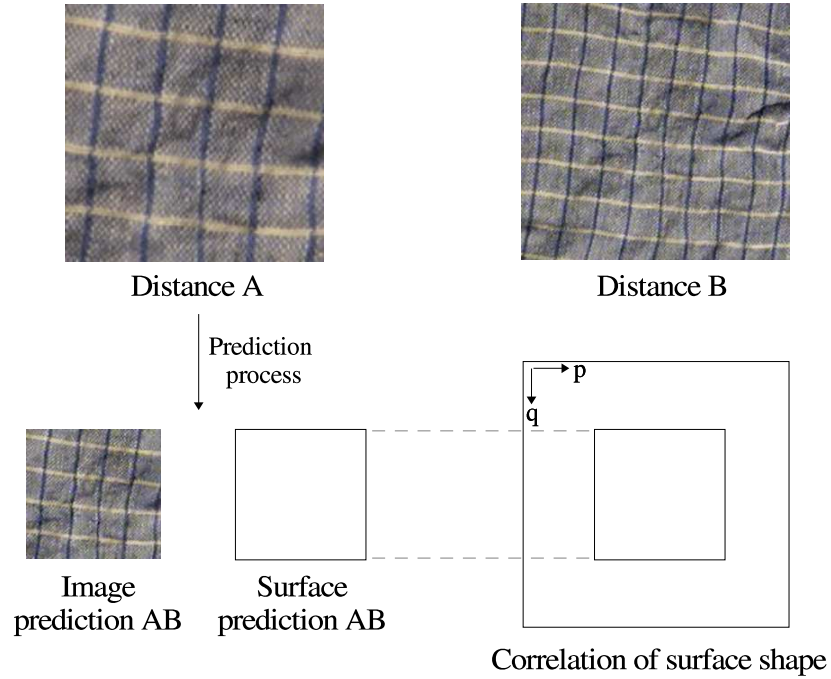 Distance A
Distance B
Prediction
process
p
q
Image
prediction AB
Surface
prediction AB
Correlation of surface shape